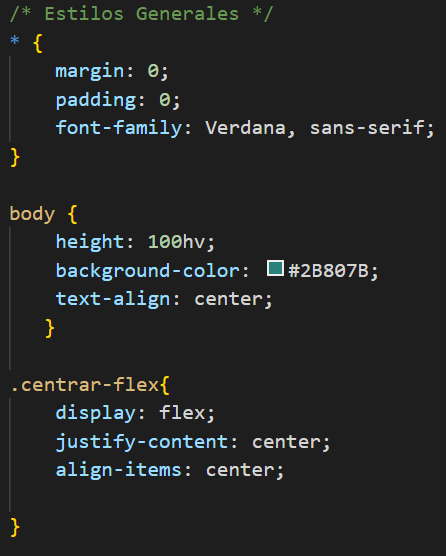 /* Estilos Generales */
* {
margin: 0;
padding: 0;
font-family: Verdana, sans-serif;
}
body {
height: 100hv;
background-color: #2B807B;
text-align: center;
}
.centrar-flex{
display: flex;
justify-content: center;
align-items: center;
}